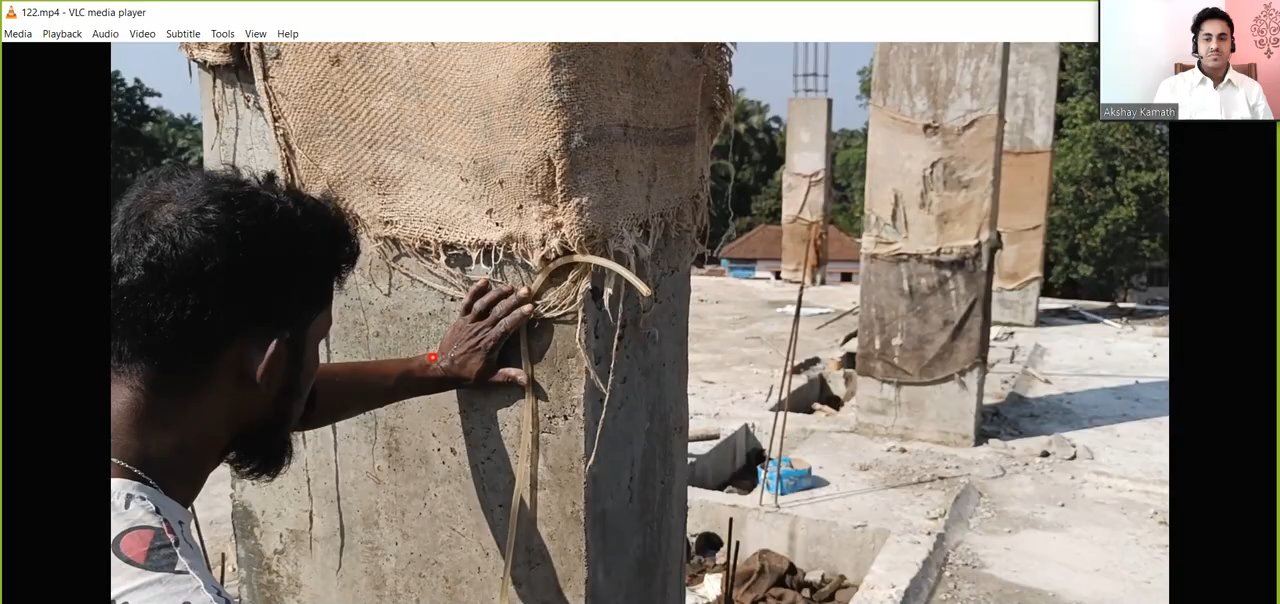 122.mp4 - VLC media player
Media Playback Audio Video Subtitle Tools View Help
Akshay Kamath